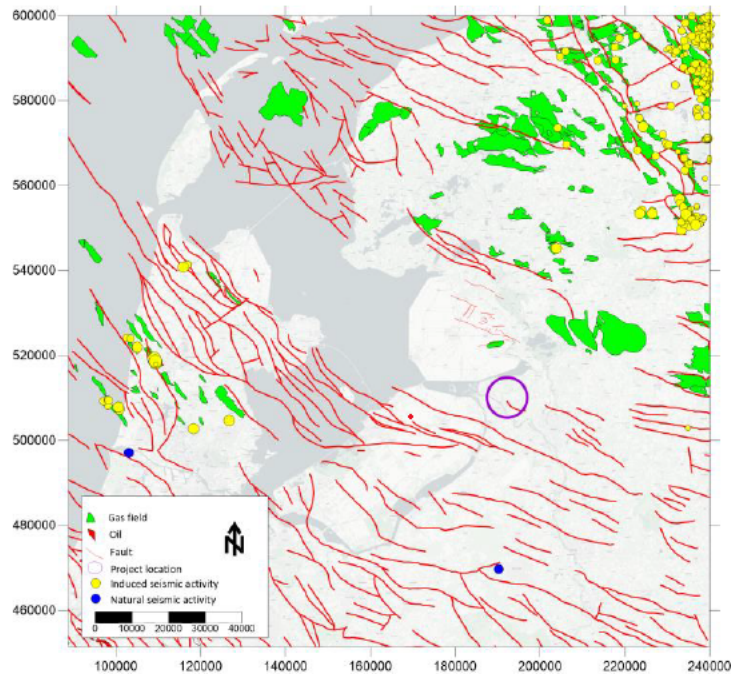 600000
580000
560000
540000
520000
500000
480000
460000
Gas field
Oil
Fault
Project location
Induced seismic activity
Natural seismic activity
N
0 10000 20000 30000 40000
100000 120000 140000 160000 180000 200000 220000 240000